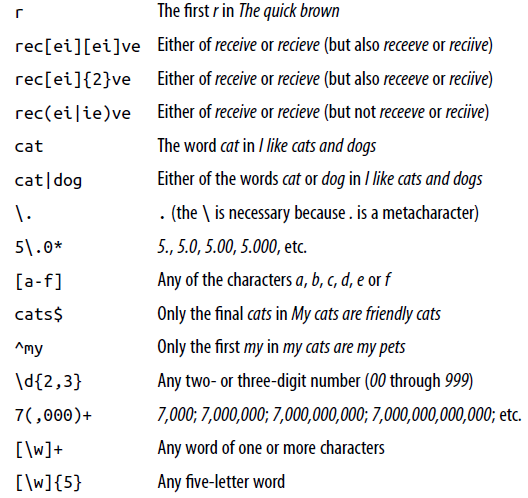 r The first r in The quick brown
rec[ei][ei]ve Either of receive or recieve (but also receeve or reciive)
rec[ei]{2}ve Either of receive or recieve (but also receeve or reciive)
rec(ei|ie)ve Either of receive or recieve (but not receeve or reciive)
cat The word cat in I like cats and dogs
cat|dog Either of the words cat or dog in I like cats and dogs
\. . (the \ is necessary because . is a metacharacter)
5\.0* 5., 5.0, 5.00, 5.000, etc.
[a-f] Any of the characters a, b, c, d, e or f
cats$ Only the final cats in My cats are friendly cats
^my Only the first my in my cats are my pets
\d{2,3} Any two- or three-digit number (00 through 999)
7(,000)+ 7,000; 7,000,000; 7,000,000,000; 7,000,000,000,000; etc.
[\w]+ Any word of one or more characters
[\w]{5} Any five-letter word